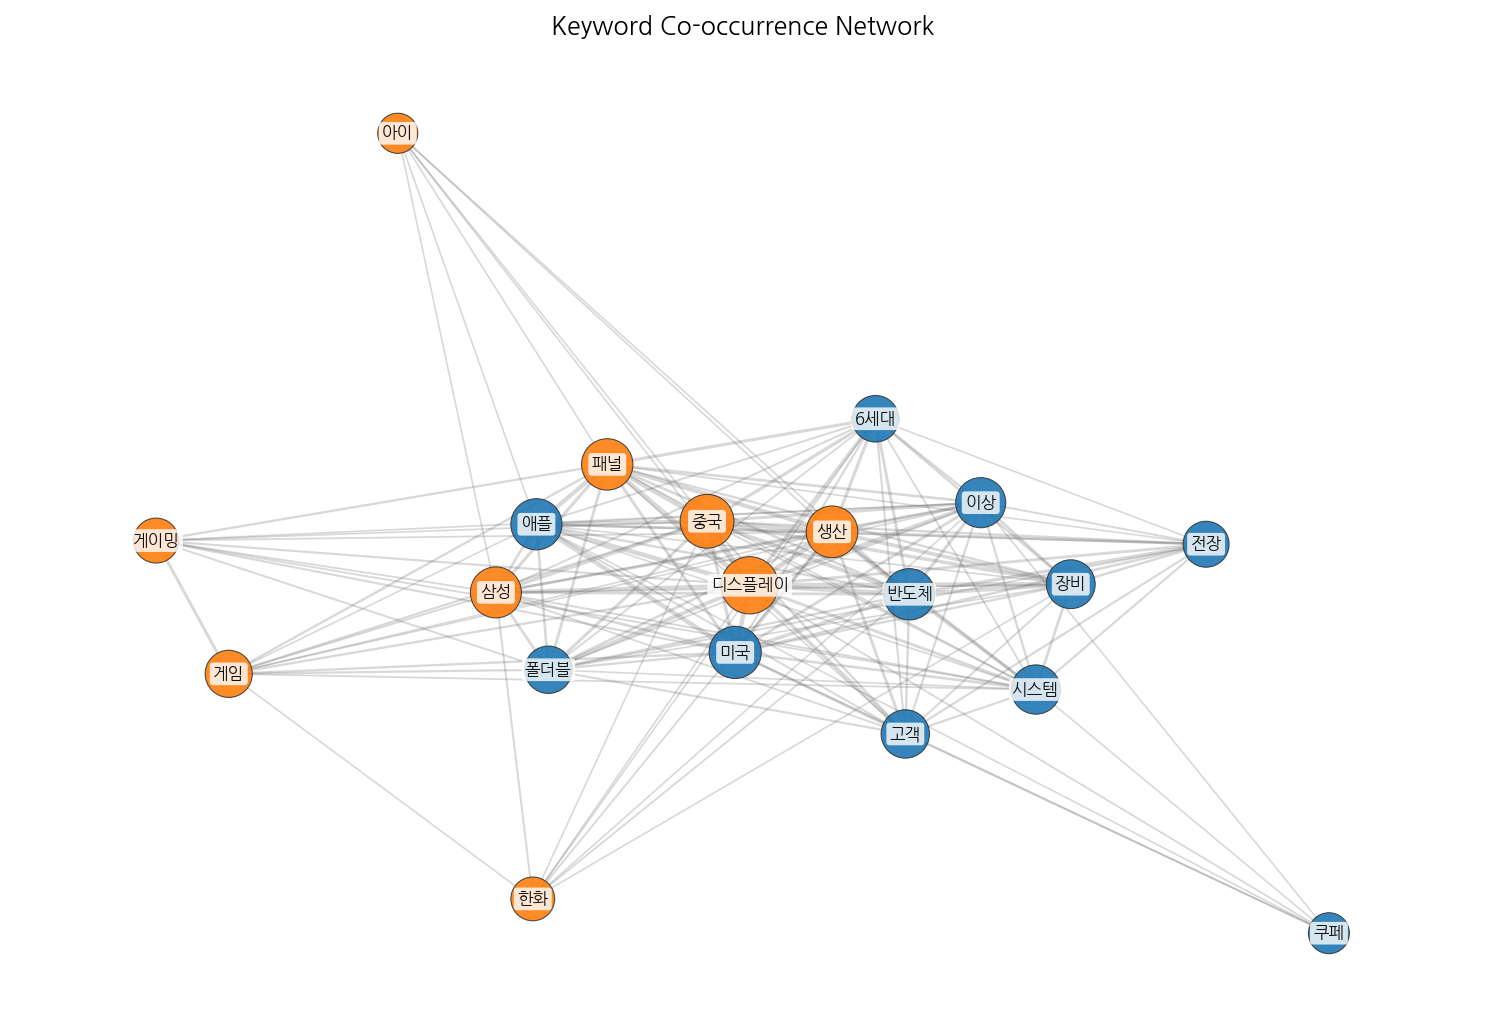 Keyword Co-occurrence Network
아이
6세대
패널
이상
중국
애플
생산
게이밍
전장
장비
디스플레이
삼성
반도체
미국
폴더블
게임
시스템
고객
한화
쿠페